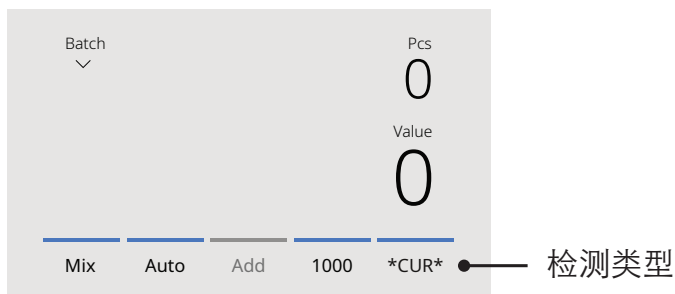 Batch
Pcs
0
Value
0
Mix Auto Add 1000 *CUR* 检测类型